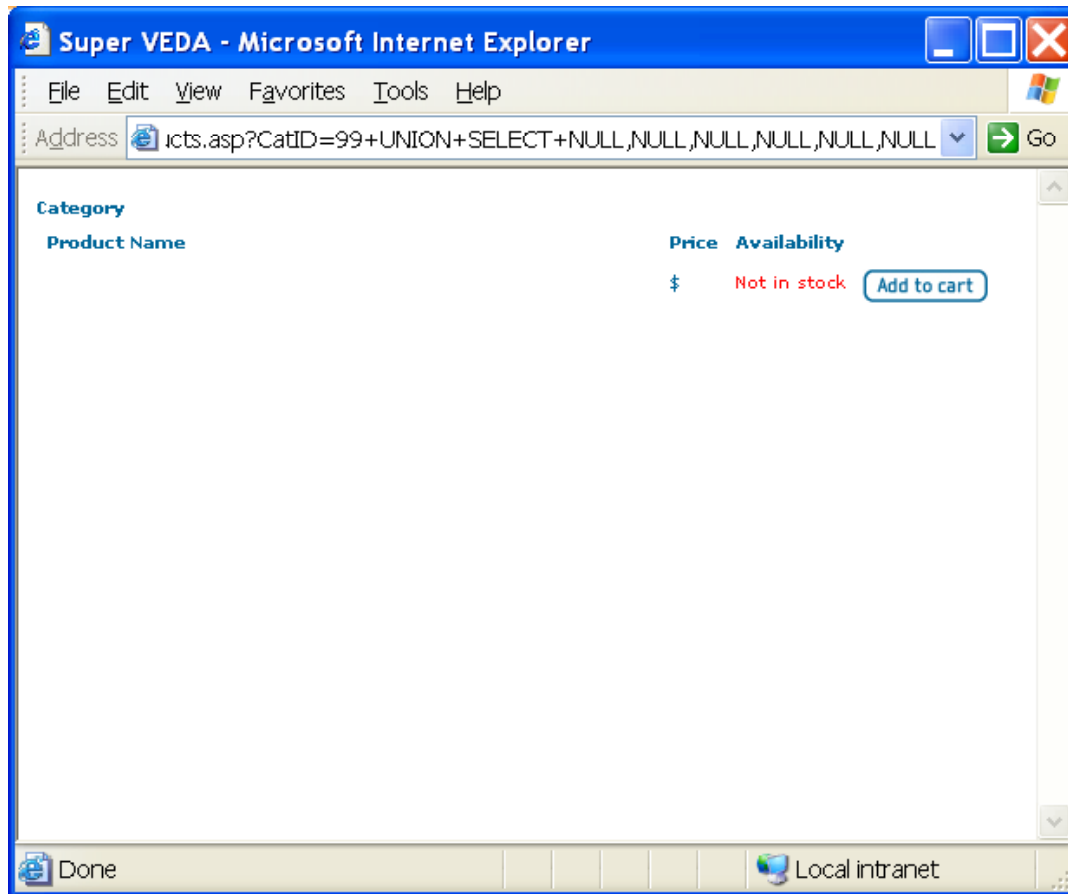 Super VEDA - Microsoft Internet Explorer
File Edit View Favorites Tools Help
Address ucts.asp?CatID=99+UNION+SELECT+NULL,NULL,NULL,NULL,NULL,NULL Go
Category
Product Name Price Availability
$ Not in stock Add to cart
Done Local intranet